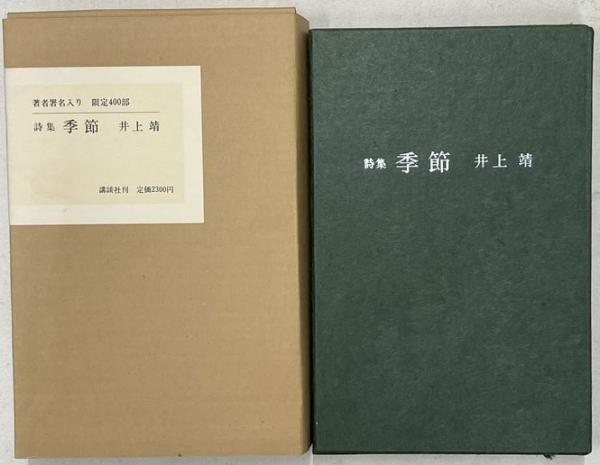 著者署名入り 限定400部
詩集 季節 井上靖
講談社刊 定価2300円
詩集 季節 井上靖